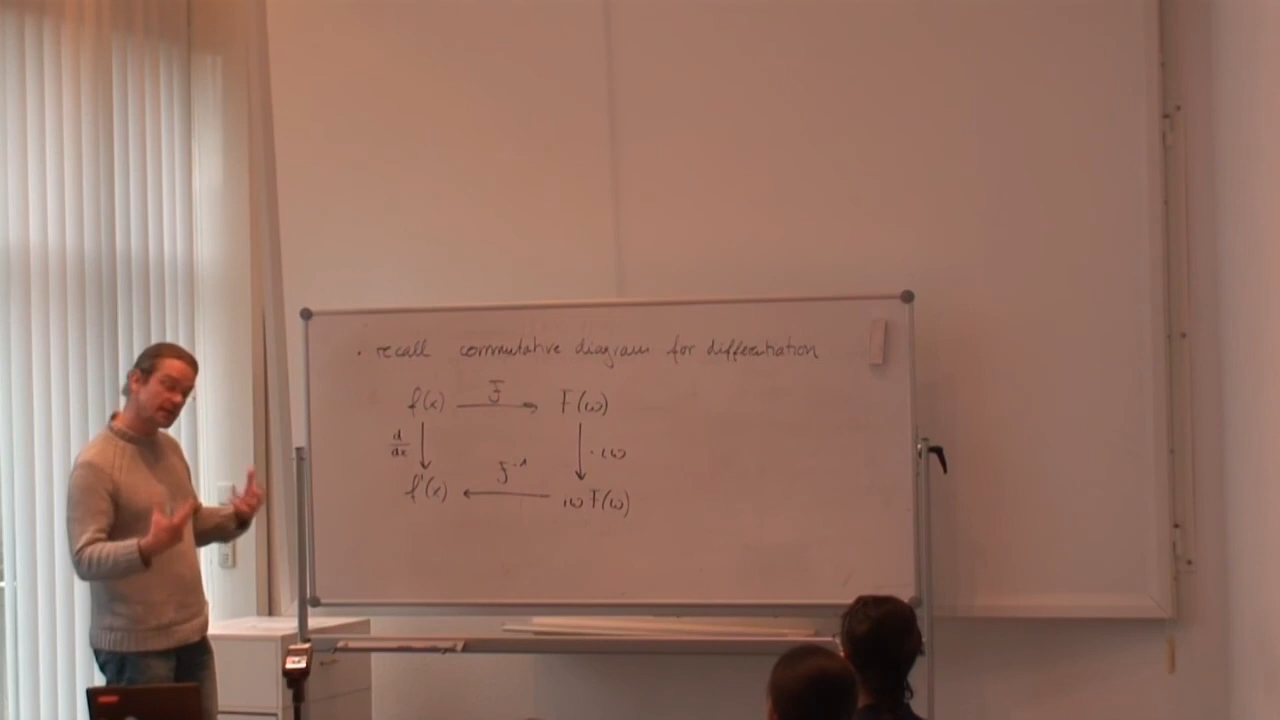 · recall commutative diagram for differentiation
f(x) —ℱ→ F(ω)
d/dx ↓ ↓ · iω
f'(x) ←ℱ⁻¹— iω F(ω)